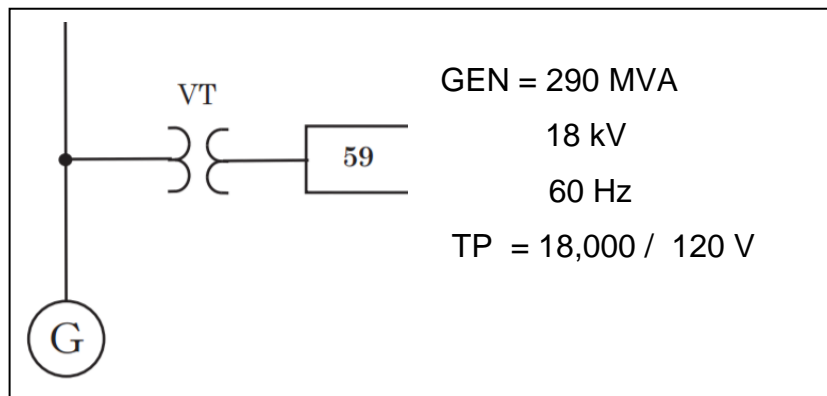 VT
59
G
GEN = 290 MVA
18 kV
60 Hz
TP = 18,000 / 120 V